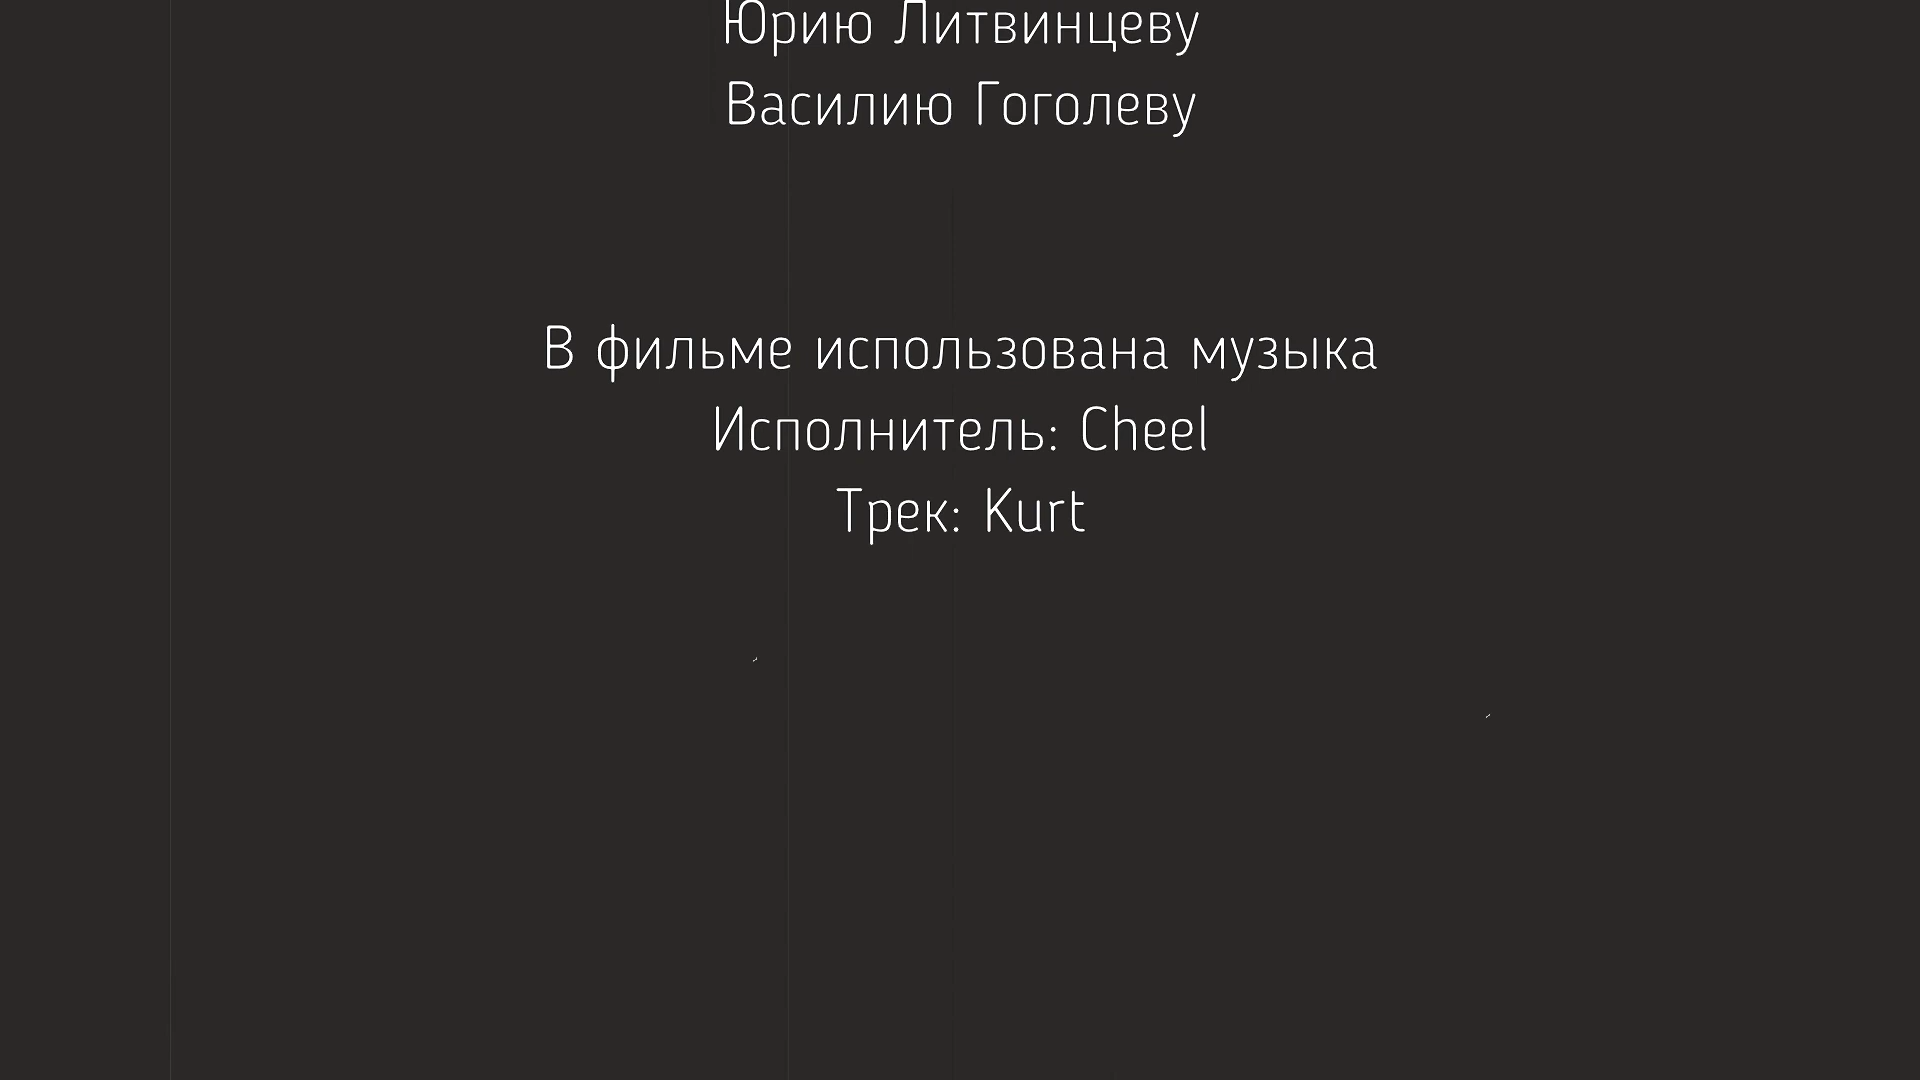 Юрию Литвинцеву
Василию Гоголеву
В фильме использована музыка
Исполнитель: Cheel
Трек: Kurt